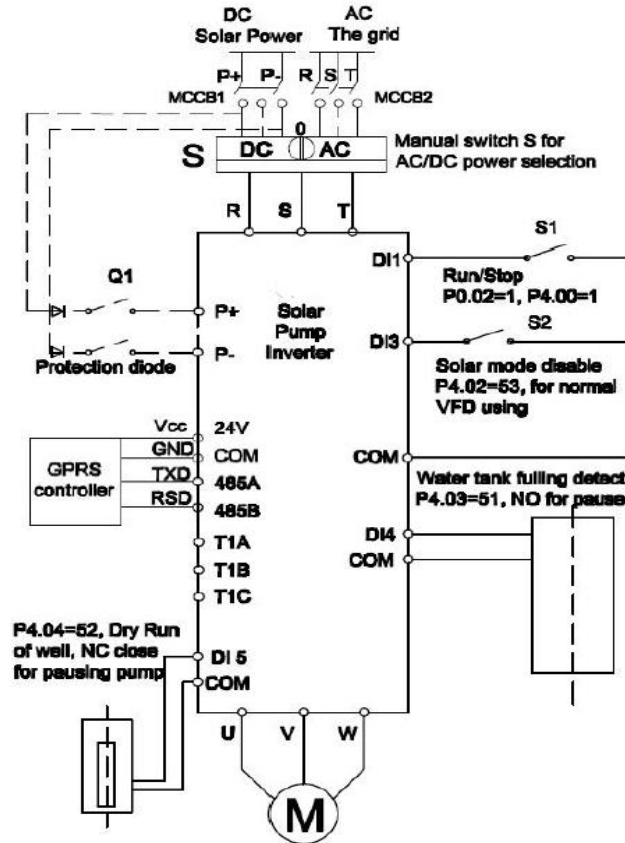 DC
Solar Power
AC
The grid
P+ P- R S T
MCCB1 MCCB2
0
S DC AC
Manual switch S for
AC/DC power selection
R S T
S1
DI1
Q1
Run/Stop
P0.02=1, P4.00=1
P+
Solar
Pump
Inverter
S2
DI3
P-
Protection diode
Solar mode disable
P4.02=53, for normal
VFD using
Vcc 24V
GND COM
GPRS
controller
TXD 485A
RSD 485B
COM
Water tank fulling detect
P4.03=51, NO for pause
DI4
COM
T1A
T1B
T1C
P4.04=52, Dry Run
of well, NC close
for pausing pump
DI 5
COM
U V W
M